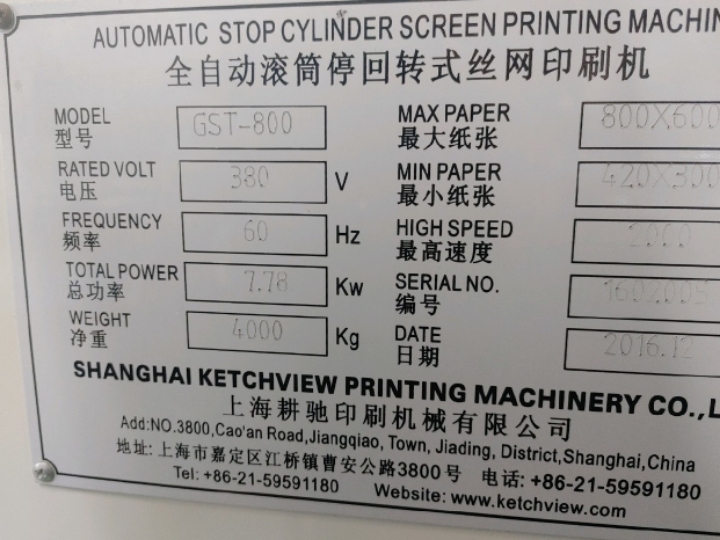 AUTOMATIC STOP CYLINDER SCREEN PRINTING MACHIN
全自动滚筒停回转式丝网印刷机
MODEL GST-800 MAX PAPER 800X600
型号 最大纸张
RATED VOLT 380 V MIN PAPER 420X300
电压 最小纸张
FREQUENCY 60 Hz HIGH SPEED 2000
频率 最高速度
TOTAL POWER 7.78 Kw SERIAL NO.
总功率 编号
WEIGHT 4000 Kg DATE 2016.12
净重 日期
SHANGHAI KETCHVIEW PRINTING MACHINERY CO.,L
上海耕驰印刷机械有限公司
Add:NO.3800,Cao'an Road,Jiangqiao, Town, Jiading, District,Shanghai,China
地址: 上海市嘉定区江桥镇曹安公路3800号 电话: +86-21-59591180
Tel: +86-21-59591180 Website: www.ketchview.com